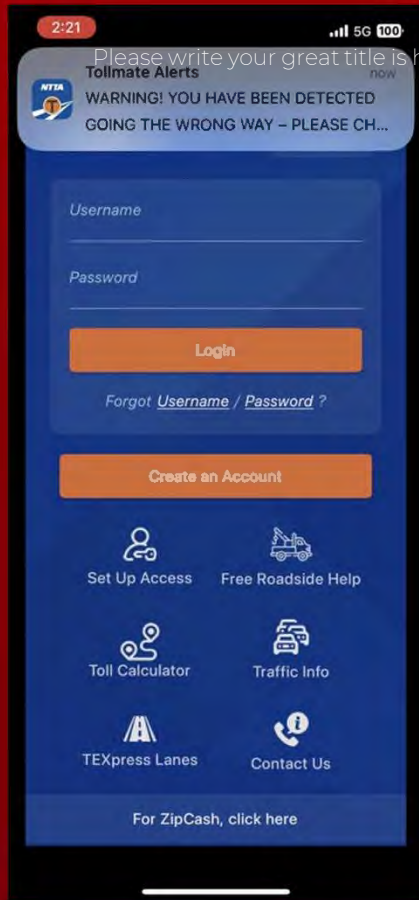 2:21
5G 100
Please write your great title is h
Tollmate Alerts now
NTTA
WARNING! YOU HAVE BEEN DETECTED
GOING THE WRONG WAY – PLEASE CH...
Username
Password
Login
Forgot Username / Password ?
Create an Account
Set Up Access Free Roadside Help
Toll Calculator Traffic Info
TEXpress Lanes Contact Us
For ZipCash, click here